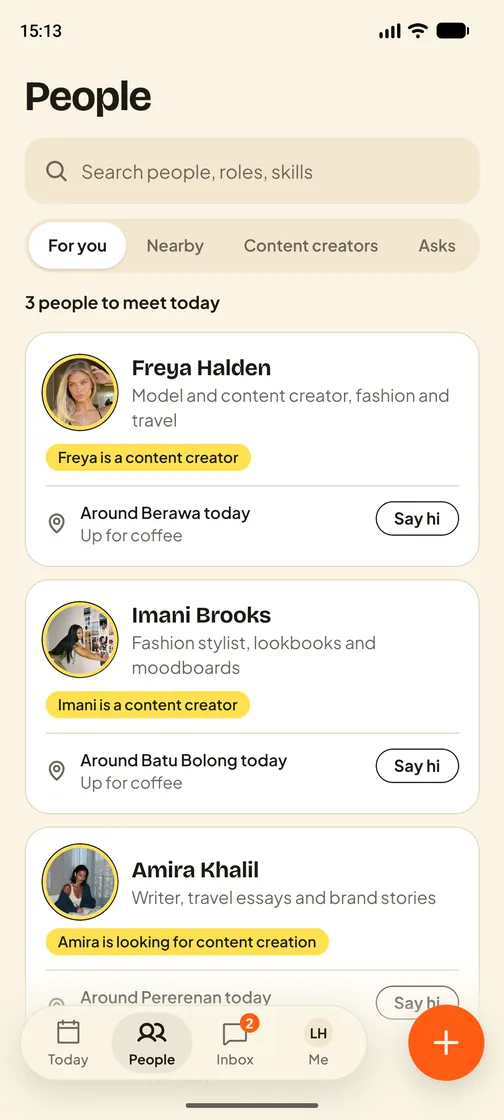 15:13
People
Search people, roles, skills
For you
Nearby
Content creators
Asks
3 people to meet today
Freya Halden
Model and content creator, fashion and
travel
Freya is a content creator
Around Berawa today
Up for coffee
Say hi
Imani Brooks
Fashion stylist, lookbooks and
moodboards
Imani is a content creator
Around Batu Bolong today
Up for coffee
Say hi
Amira Khalil
Writer, travel essays and brand stories
Amira is looking for content creation
Around Pererenan today
Say hi
Today
People
2
Inbox
LH
Me